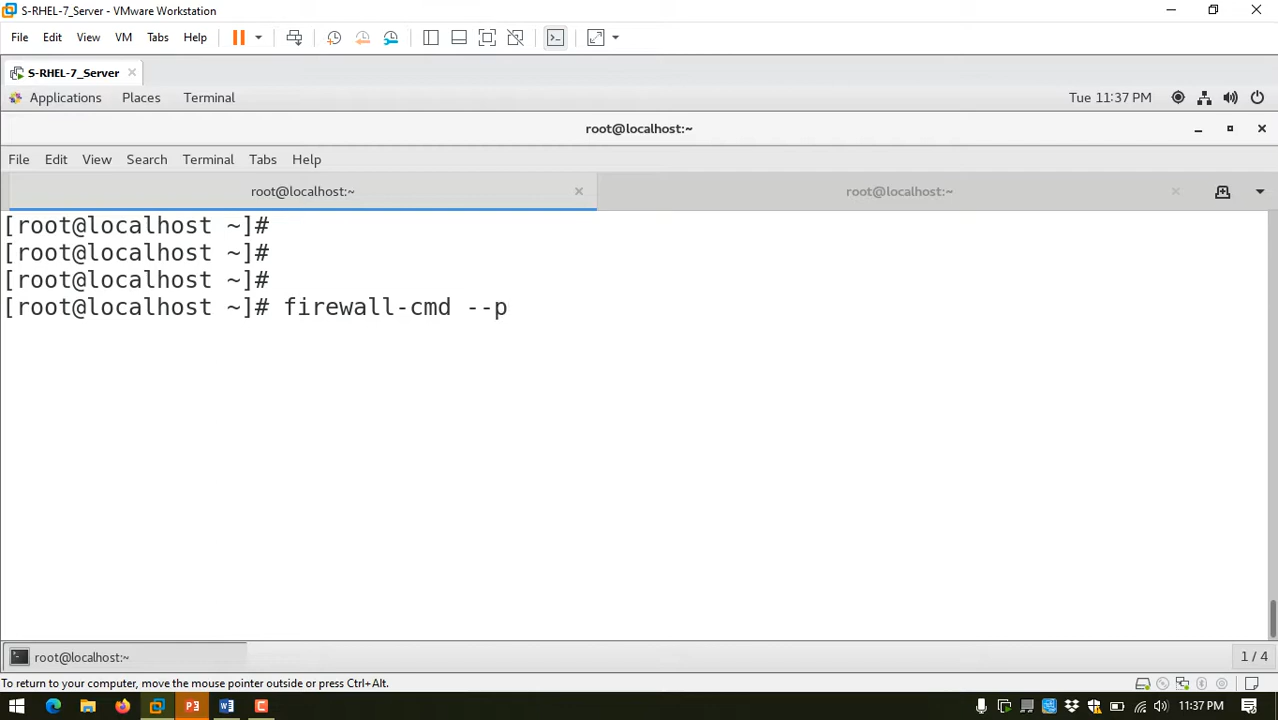 S-RHEL-7_Server - VMware Workstation
File Edit View VM Tabs Help
S-RHEL-7_Server
Applications Places Terminal Tue 11:37 PM
root@localhost:~
File Edit View Search Terminal Tabs Help
root@localhost:~ root@localhost:~
[root@localhost ~]#
[root@localhost ~]#
[root@localhost ~]#
[root@localhost ~]# firewall-cmd --p
root@localhost:~ 1 / 4
To return to your computer, move the mouse pointer outside or press Ctrl+Alt.
P3 W C 11:37 PM